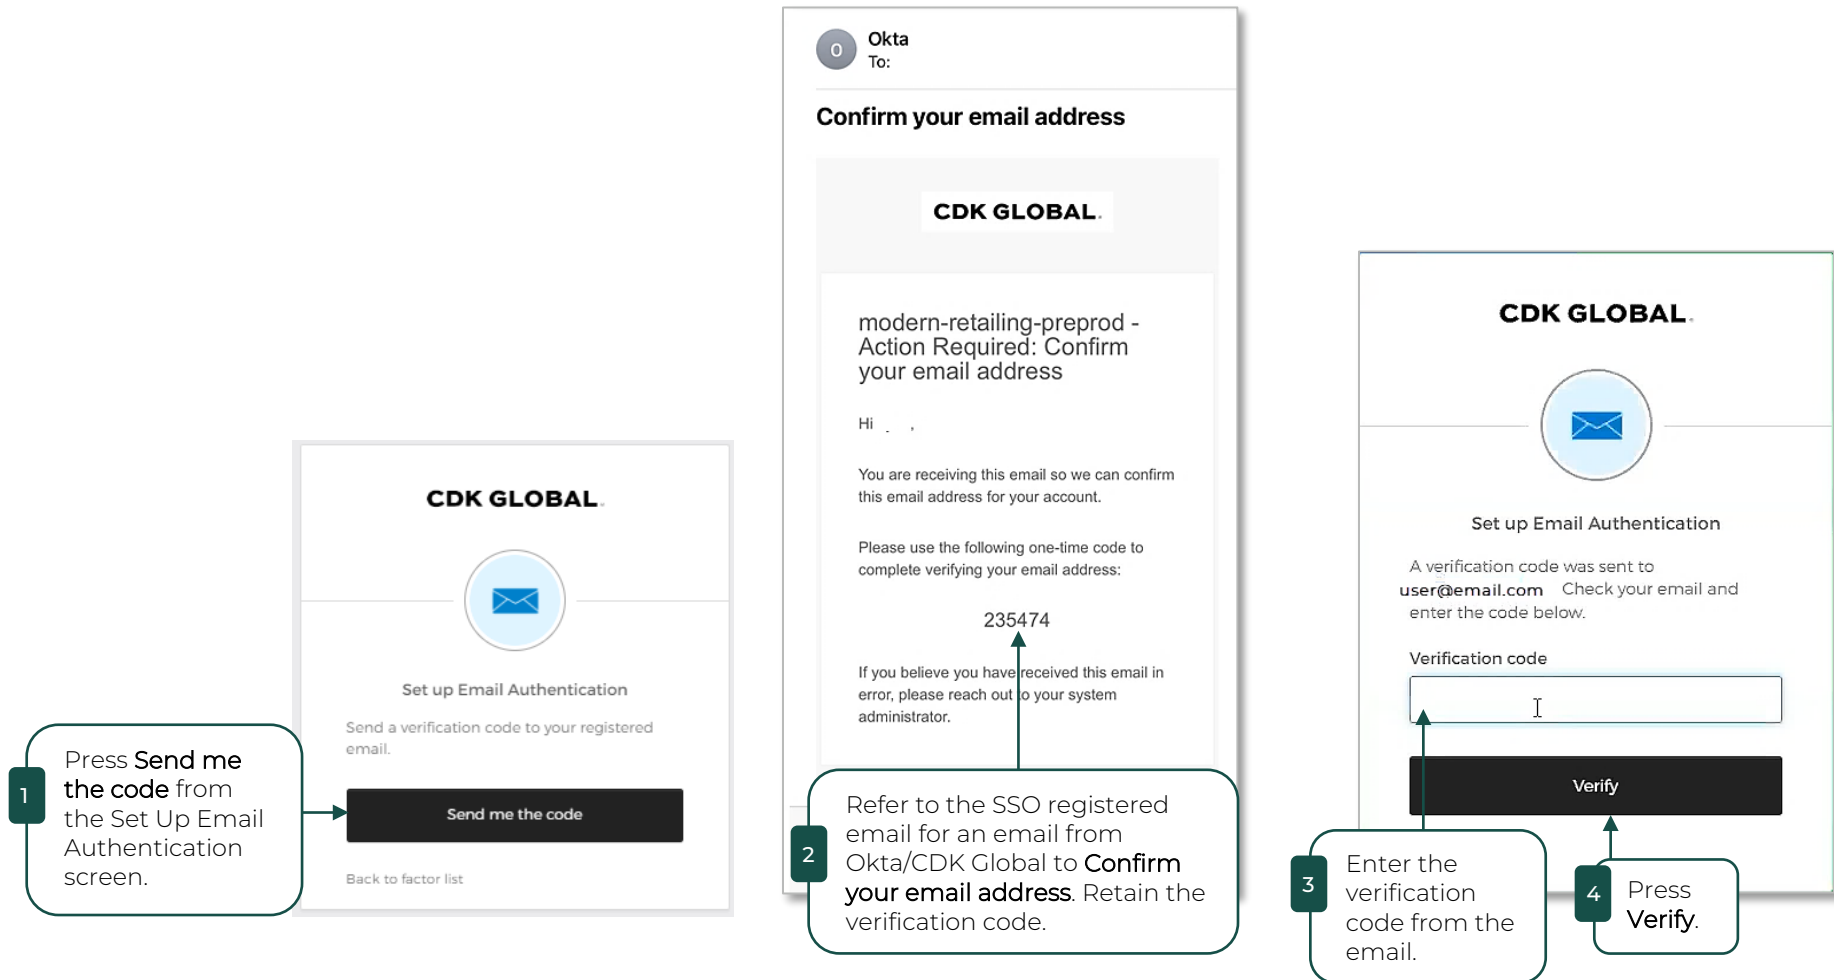 CDK GLOBAL.
Set up Email Authentication
Send a verification code to your registered
email.
Send me the code
Back to factor list
1
Press Send me
the code from
the Set Up Email
Authentication
screen.
O
Okta
To:
Confirm your email address
CDK GLOBAL.
modern-retailing-preprod -
Action Required: Confirm
your email address
Hi ,
You are receiving this email so we can confirm
this email address for your account.
Please use the following one-time code to
complete verifying your email address:
235474
If you believe you have received this email in
error, please reach out to your system
administrator.
2
Refer to the SSO registered
email for an email from
Okta/CDK Global to Confirm
your email address. Retain the
verification code.
CDK GLOBAL.
Set up Email Authentication
A verification code was sent to
user@email.com Check your email and
enter the code below.
Verification code
Verify
3
Enter the
verification
code from the
email.
4
Press
Verify.